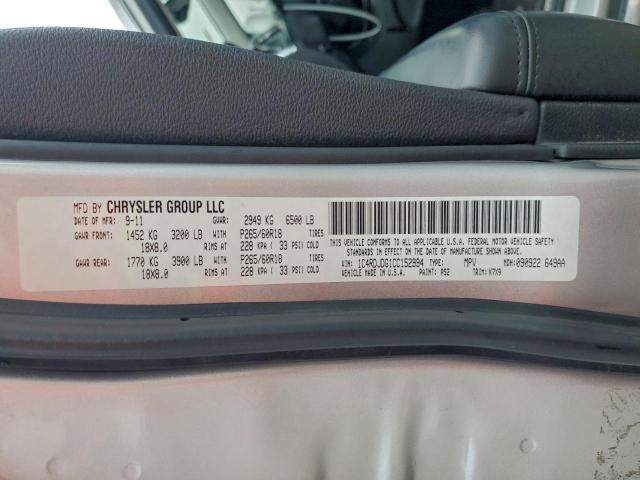 MFD BY CHRYSLER GROUP LLC
DATE OF MFR: 9-11 GVWR: 2949 KG 6500 LB
GAWR FRONT: 1452 KG 3200 LB WITH P265/60R18 TIRES
18X8.0 RIMS AT 228 KPA ( 33 PSI) COLD
GAWR REAR: 1770 KG 3900 LB WITH P265/60R18 TIRES
18X8.0 RIMS AT 228 KPA ( 33 PSI) COLD
THIS VEHICLE CONFORMS TO ALL APPLICABLE U.S.A. FEDERAL MOTOR VEHICLE SAFETY
STANDARDS IN EFFECT ON THE DATE OF MANUFACTURE SHOWN ABOVE.
VIN: 1C4RDJDG1CC152994 TYPE: MPV MDH: 090922 649AA
VEHICLE MADE IN U.S.A. PAINT: PS2 TRIM: K7X9